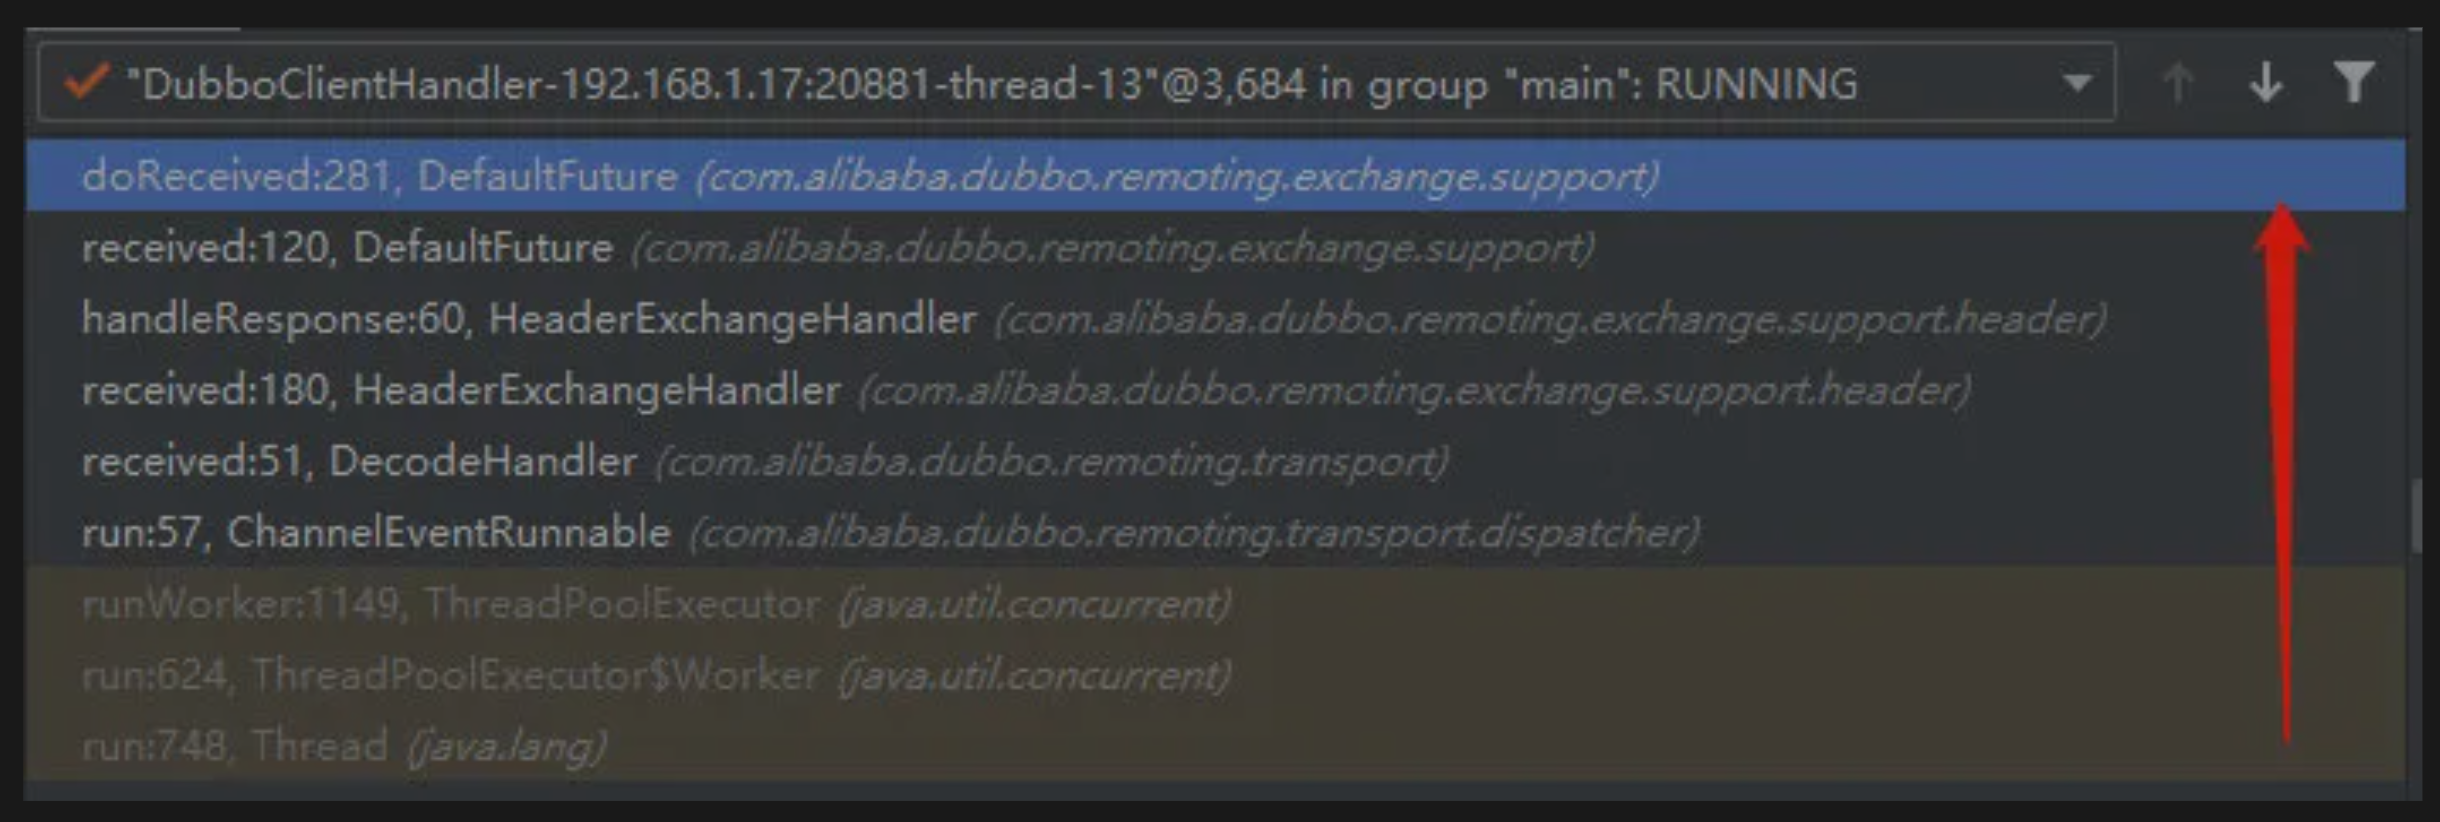 "DubboClientHandler-192.168.1.17:20881-thread-13"@3,684 in group "main": RUNNING
doReceived:281, DefaultFuture (com.alibaba.dubbo.remoting.exchange.support)
received:120, DefaultFuture (com.alibaba.dubbo.remoting.exchange.support)
handleResponse:60, HeaderExchangeHandler (com.alibaba.dubbo.remoting.exchange.support.header)
received:180, HeaderExchangeHandler (com.alibaba.dubbo.remoting.exchange.support.header)
received:51, DecodeHandler (com.alibaba.dubbo.remoting.transport)
run:57, ChannelEventRunnable (com.alibaba.dubbo.remoting.transport.dispatcher)
runWorker:1149, ThreadPoolExecutor (java.util.concurrent)
run:624, ThreadPoolExecutor$Worker (java.util.concurrent)
run:748, Thread (java.lang)